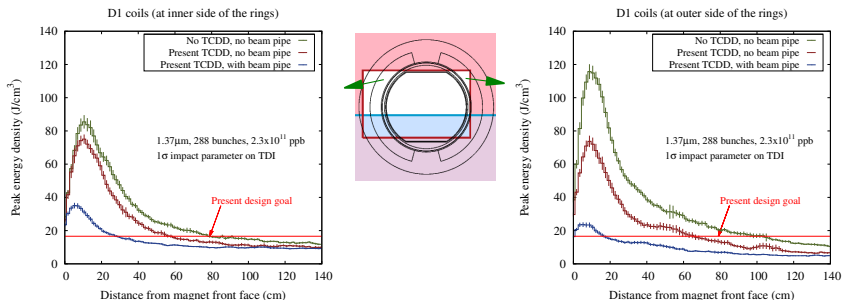 D1 coils (at inner side of the rings)
No TCDD, no beam pipe
Present TCDD, no beam pipe
Present TCDD, with beam pipe
1.37μm, 288 bunches, 2.3x10¹¹ ppb
1σ impact parameter on TDI
Present design goal
Peak energy density (J/cm³)
140
120
100
80
60
40
20
0
0 20 40 60 80 100 120 140
Distance from magnet front face (cm)
D1 coils (at outer side of the rings)
No TCDD, no beam pipe
Present TCDD, no beam pipe
Present TCDD, with beam pipe
1.37μm, 288 bunches, 2.3x10¹¹ ppb
1σ impact parameter on TDI
Present design goal
Peak energy density (J/cm³)
140
120
100
80
60
40
20
0
0 20 40 60 80 100 120 140
Distance from magnet front face (cm)